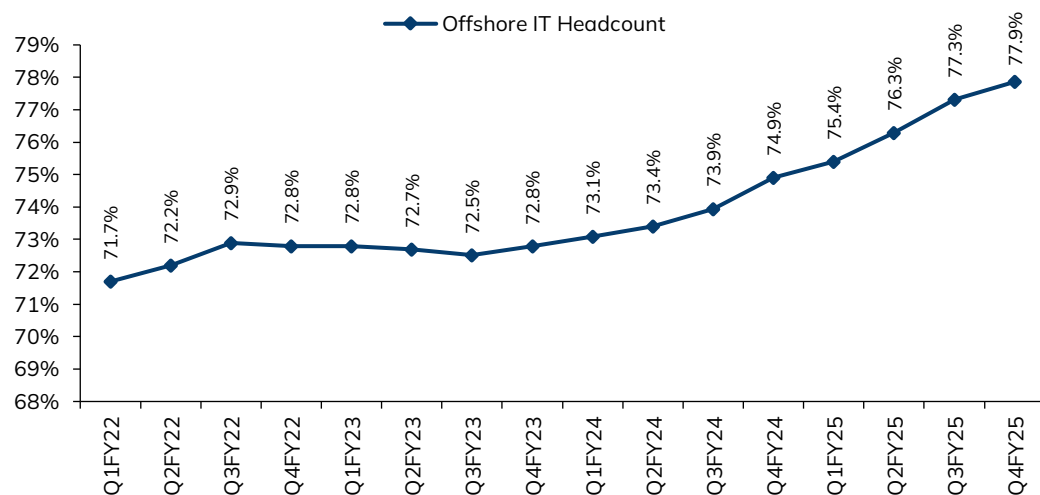 Offshore IT Headcount
79%
78%
77%
76%
75%
74%
73%
72%
71%
70%
69%
68%
71.7%
72.2%
72.9%
72.8%
72.8%
72.7%
72.5%
72.8%
73.1%
73.4%
73.9%
74.9%
75.4%
76.3%
77.3%
77.9%
Q1FY22
Q2FY22
Q3FY22
Q4FY22
Q1FY23
Q2FY23
Q3FY23
Q4FY23
Q1FY24
Q2FY24
Q3FY24
Q4FY24
Q1FY25
Q2FY25
Q3FY25
Q4FY25